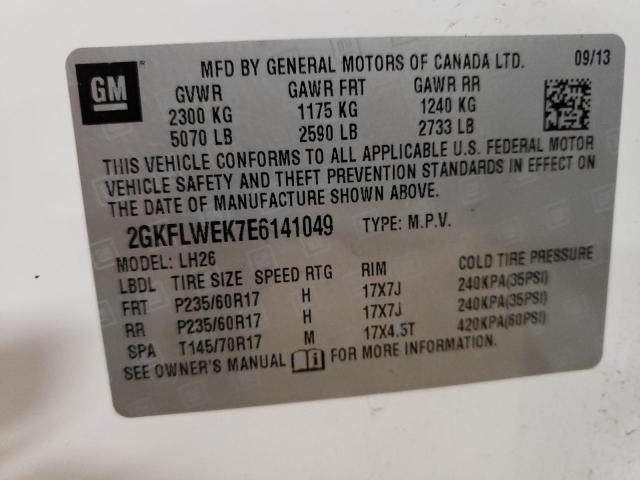 GM
MFD BY GENERAL MOTORS OF CANADA LTD. 09/13
GVWR GAWR FRT GAWR RR
2300 KG 1175 KG 1240 KG
5070 LB 2590 LB 2733 LB
THIS VEHICLE CONFORMS TO ALL APPLICABLE U.S. FEDERAL MOTOR
VEHICLE SAFETY AND THEFT PREVENTION STANDARDS IN EFFECT ON
THE DATE OF MANUFACTURE SHOWN ABOVE.
2GKFLWEK7E6141049 TYPE: M.P.V.
MODEL: LH26
LBDL TIRE SIZE SPEED RTG RIM COLD TIRE PRESSURE
FRT P235/60R17 H 17X7J 240KPA(35PSI)
RR P235/60R17 H 17X7J 240KPA(35PSI)
SPA T145/70R17 M 17X4.5T 420KPA(60PSI)
SEE OWNER'S MANUAL FOR MORE INFORMATION.